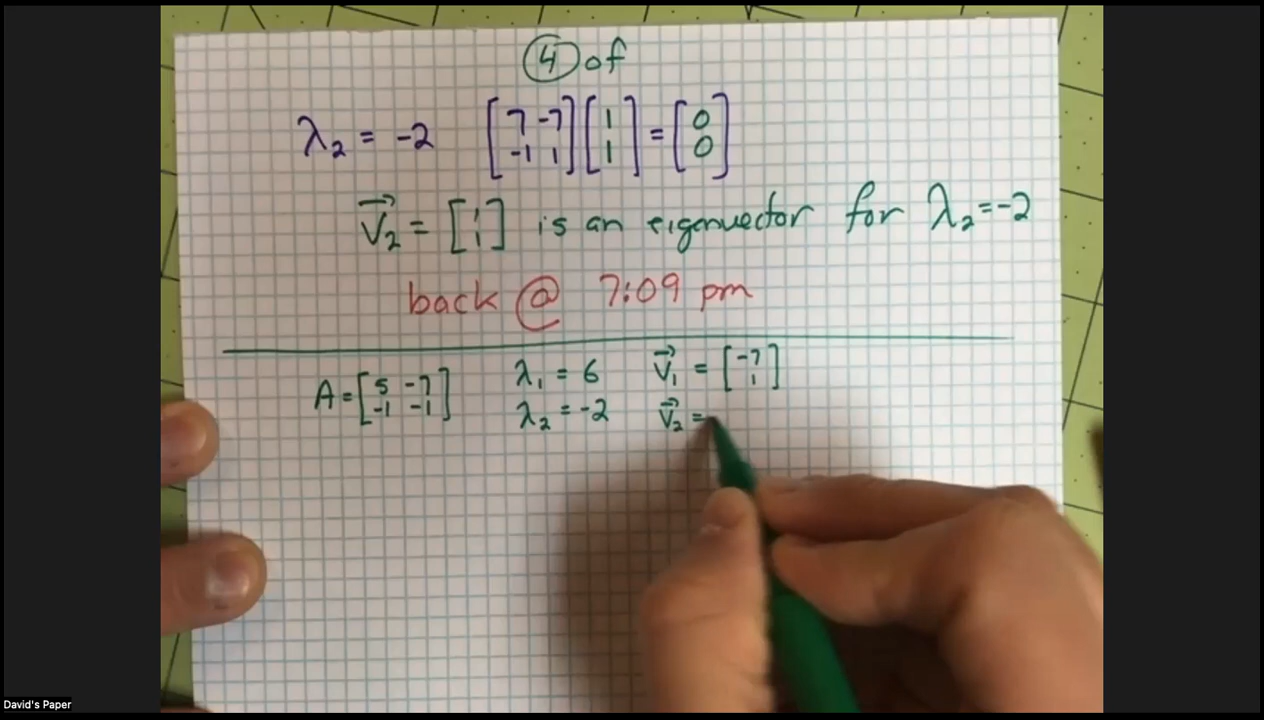 ④ of
λ₂ = -2 [7 -7; -1 1] [1; 1] = [0; 0]
v⃗₂ = [1; 1] is an eigenvector for λ₂ = -2
back @ 7:09 pm
A = [5 -7; -1 -1] λ₁ = 6 v⃗₁ = [-7; 1]
λ₂ = -2 v⃗₂ =
David's Paper